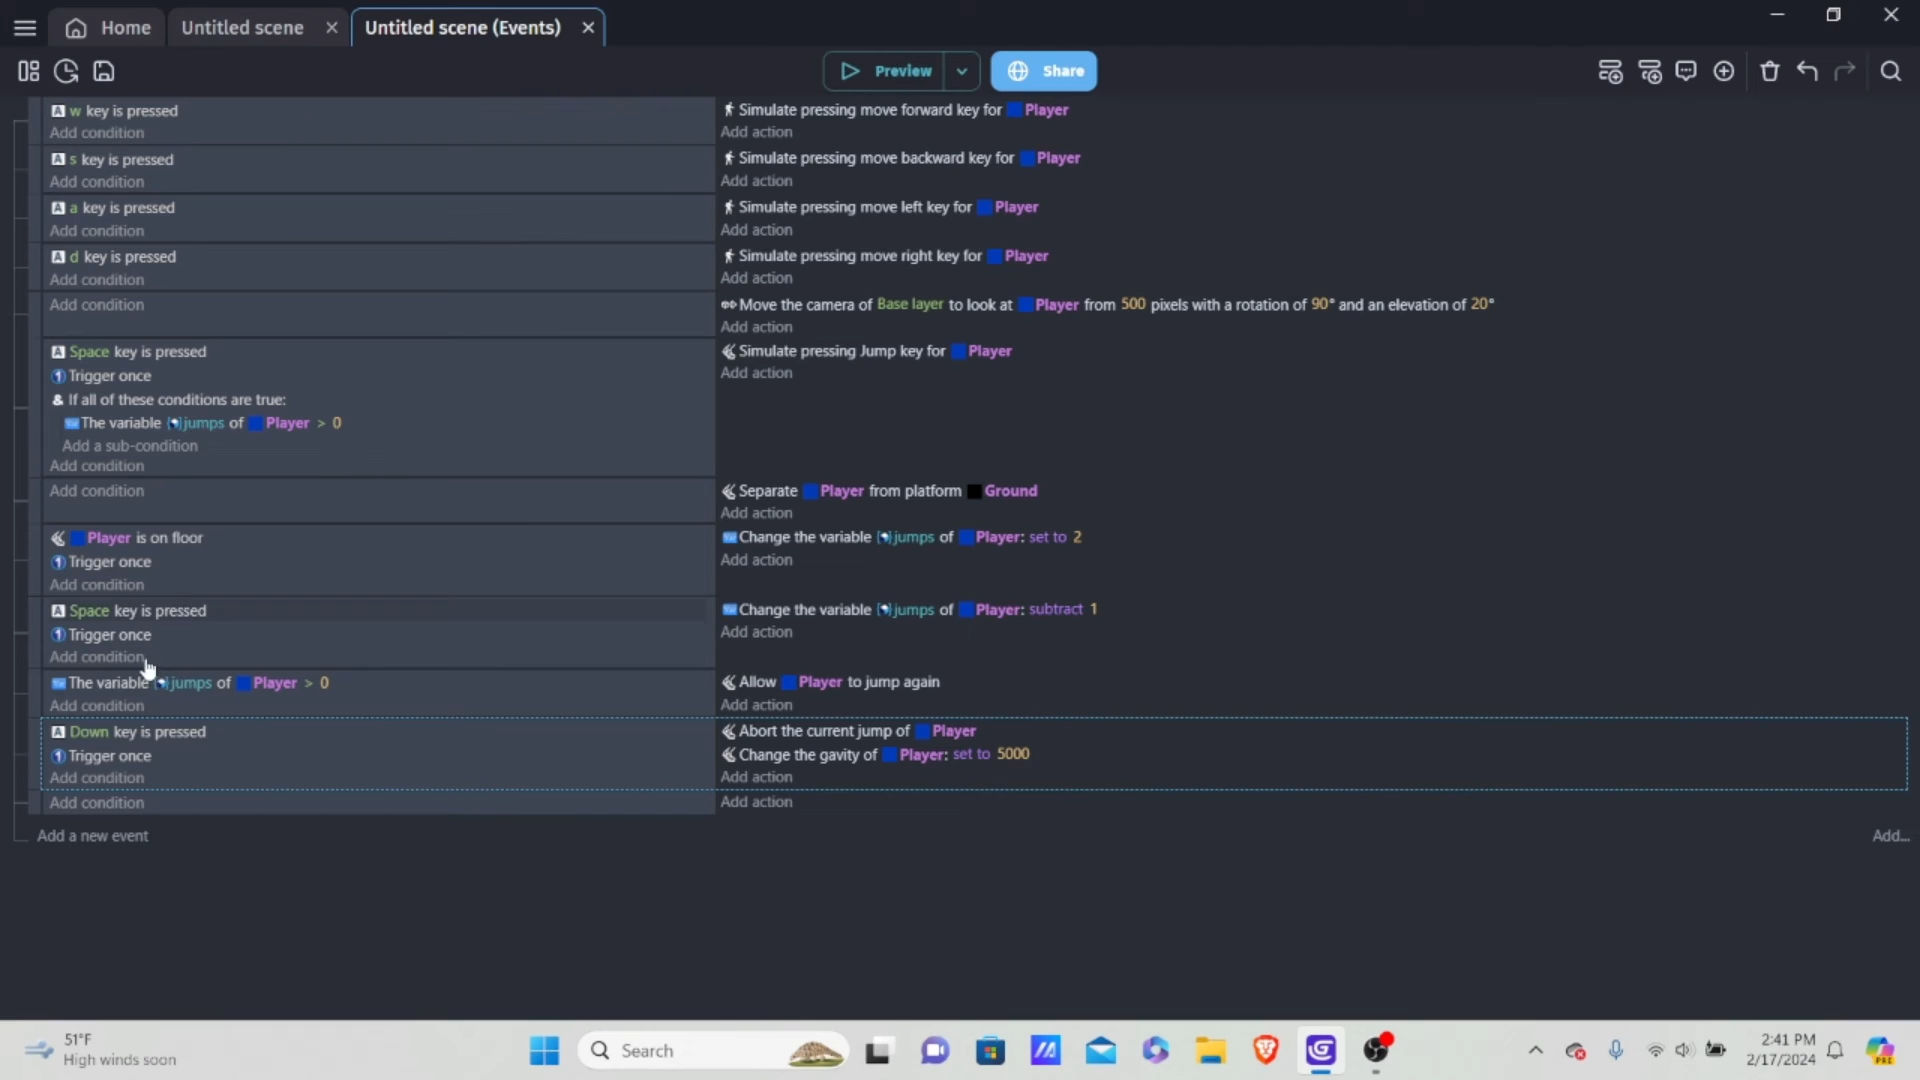 Home
Untitled scene
Untitled scene (Events)
Preview
Share
w key is pressed
Add condition
Simulate pressing move forward key for Player
Add action
s key is pressed
Add condition
Simulate pressing move backward key for Player
Add action
a key is pressed
Add condition
Simulate pressing move left key for Player
Add action
d key is pressed
Add condition
Simulate pressing move right key for Player
Add action
Add condition
Move the camera of Base layer to look at Player from 500 pixels with a rotation of 90° and an elevation of 20°
Add action
Space key is pressed
Trigger once
If all of these conditions are true:
The variable jumps of Player > 0
Add a sub-condition
Add condition
Simulate pressing Jump key for Player
Add action
Add condition
Separate Player from platform Ground
Add action
Player is on floor
Trigger once
Add condition
Change the variable jumps of Player: set to 2
Add action
Space key is pressed
Trigger once
Add condition
Change the variable jumps of Player: subtract 1
Add action
The variable jumps of Player > 0
Add condition
Allow Player to jump again
Add action
Down key is pressed
Trigger once
Add condition
Abort the current jump of Player
Change the gavity of Player: set to 5000
Add action
Add condition
Add action
Add a new event
Add...
51°F
High winds soon
Search
2:41 PM
2/17/2024
PRE